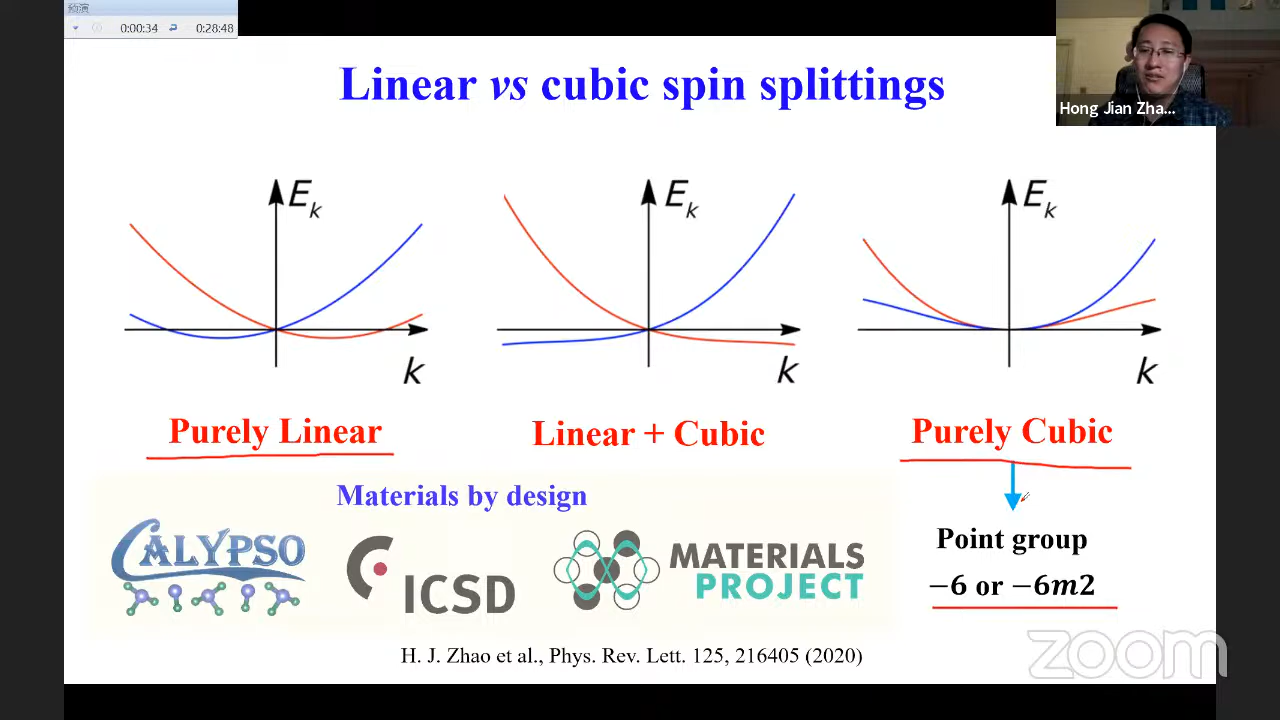 预演
0:00:34 0:28:48
Linear vs cubic spin splittings
Hong Jian Zha...
E_k
k
E_k
k
E_k
k
Purely Linear
Linear + Cubic
Purely Cubic
Materials by design
CALYPSO
ICSD
MATERIALS
PROJECT
Point group
−6 or −6m2
H. J. Zhao et al., Phys. Rev. Lett. 125, 216405 (2020)
zoom